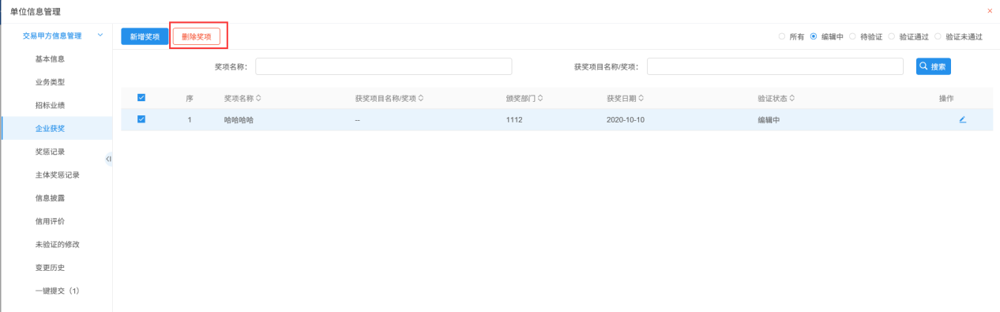 单位信息管理
交易甲方信息管理
新增奖项 删除奖项 所有 编辑中 待验证 验证通过 验证未通过
基本信息
奖项名称: 获奖项目名称/奖项: 搜索
业务类型
序 奖项名称 获奖项目名称/奖项 颁奖部门 获奖日期 验证状态 操作
招标业绩
1 哈哈哈哈 -- 1112 2020-10-10 编辑中
企业获奖
奖惩记录
主体奖惩记录
信息披露
信用评价
未验证的修改
变更历史
一键提交（1）